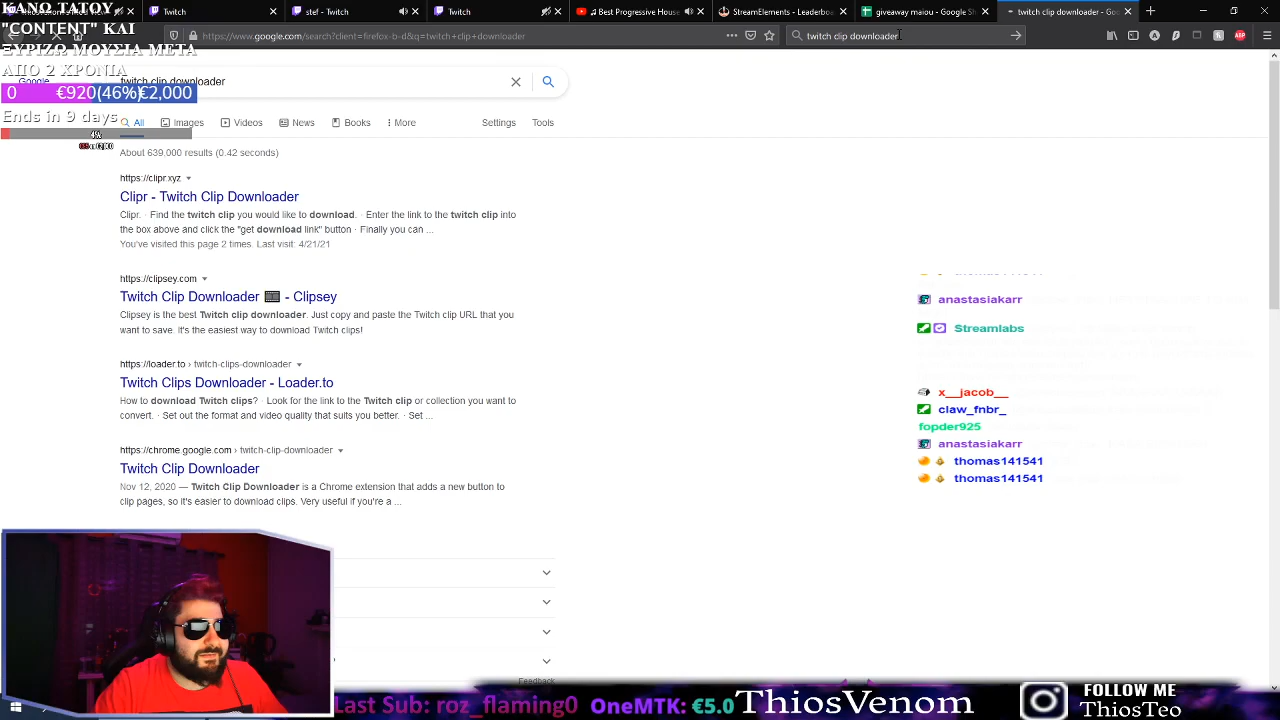 ΚΑΝΩ ΤΑΤΟΥ
"CONTENT" ΚΑΙ
ΞΥΡΙΖΩ ΜΟΥΣΙΑ ΜΕΤΑ
ΑΠΟ 2 ΧΡΟΝΙΑ
0 €920(46%) €2,000
Ends in 9 days
Twitch
stef - Twitch
Twitch
Best Progressive House
StreamElements - Leaderboa
giveaway maiou - Google Sh
twitch clip downloader - Goo
https://www.google.com/search?client=firefox-b-d&q=twitch+clip+downloader
twitch clip downloader
Google
twitch clip downloader
All Images Videos News Books More Settings Tools
About 639.000 results (0.42 seconds)
https://clipr.xyz
Clipr - Twitch Clip Downloader
Clipr. · Find the twitch clip you would like to download. · Enter the link to the twitch clip into
the box above and click the "get download link" button · Finally you can ...
You've visited this page 2 times. Last visit: 4/21/21
https://clipsey.com
Twitch Clip Downloader - Clipsey
Clipsey is the best Twitch clip downloader. Just copy and paste the Twitch clip URL that you
want to save. It's the easiest way to download Twitch clips!
https://loader.to › twitch-clips-downloader
Twitch Clips Downloader - Loader.to
How to download Twitch clips? · Look for the link to the Twitch clip or collection you want to
convert. · Set out the format and video quality that suits you better. · Set ...
https://chrome.google.com › twitch-clip-downloader
Twitch Clip Downloader
Nov 12, 2020 — Twitch Clip Downloader is a Chrome extension that adds a new button to
clip pages, so it's easier to download clips. Very useful if you're a ...
Feedback
anastasiakarr
Streamlabs
x__jacob__
claw_fnbr_
fopder925
anastasiakarr
thomas141541
thomas141541
Last Sub: roz_flaming0 OneMTK: €5.0 ThiosVenom
FOLLOW ME
ThiosTeo